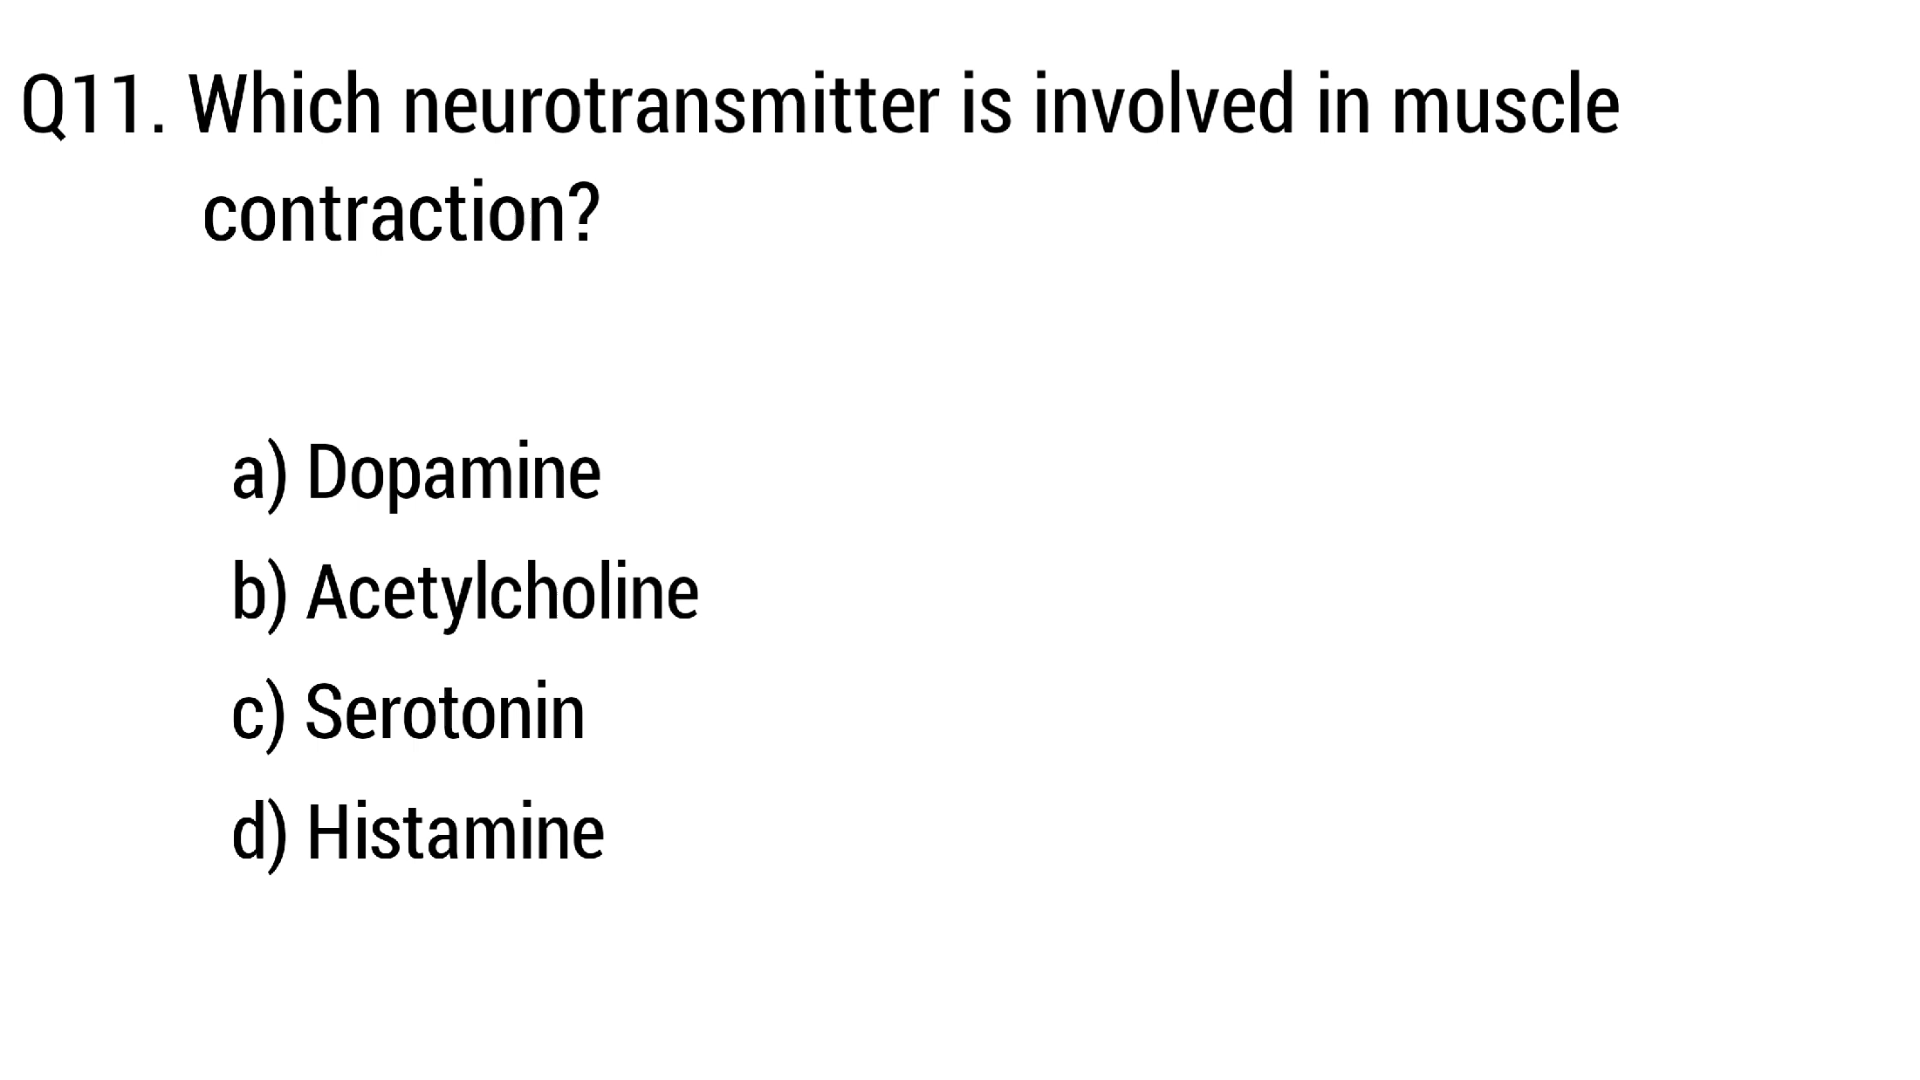 Q11. Which neurotransmitter is involved in muscle
contraction?
a) Dopamine
b) Acetylcholine
c) Serotonin
d) Histamine